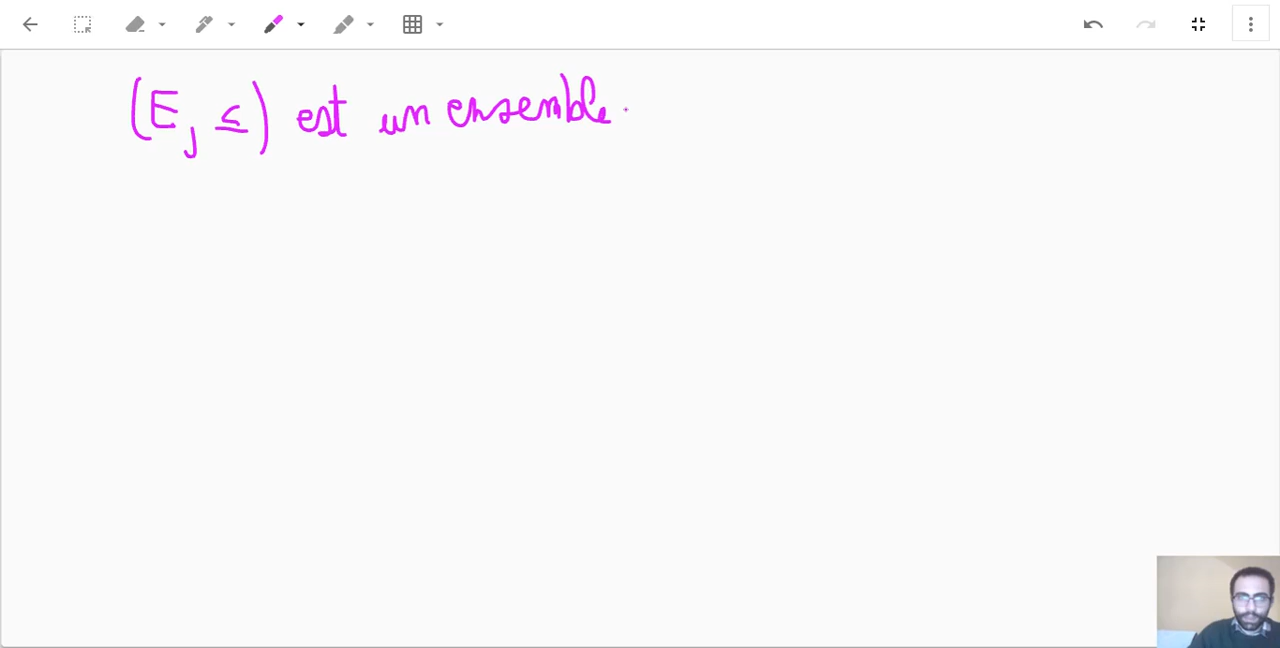 (E, ≤) est un ensemble.